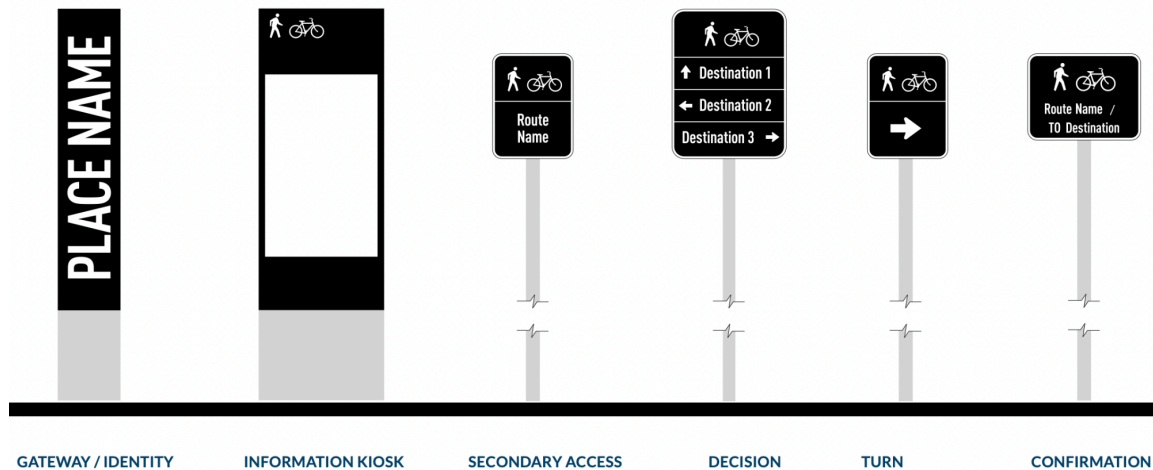 PLACE NAME
Route
Name
↑ Destination 1
← Destination 2
Destination 3 →
→
Route Name /
TO Destination
GATEWAY / IDENTITY
INFORMATION KIOSK
SECONDARY ACCESS
DECISION
TURN
CONFIRMATION